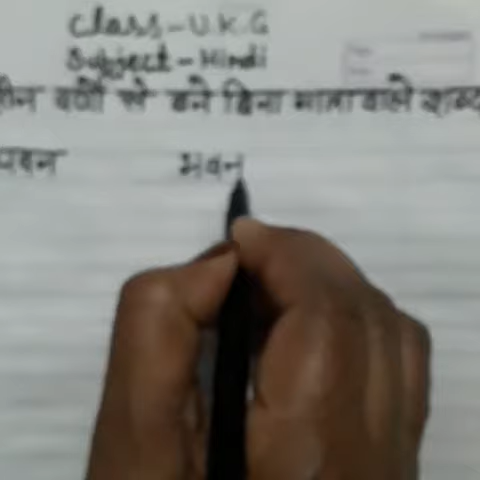 Class-U.K.G
Subject-Hindi
तीन वर्णों से बने बिना मात्रा वाले शब्द
पवन भवन